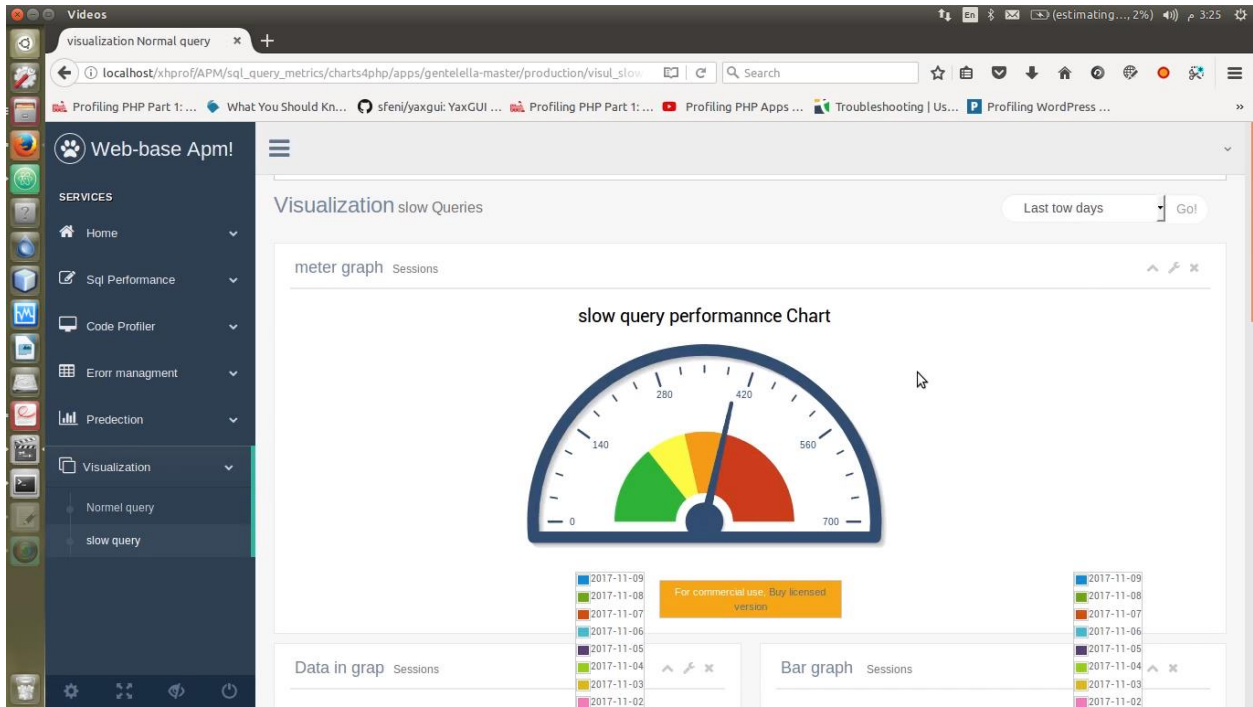 Videos
En (estimating..., 2%) م 3:25
visualization Normal query
localhost/xhprof/APM/sql_query_metrics/charts4php/apps/gentelella-master/production/visul_slow
Search
Profiling PHP Part 1: ... What You Should Kn... sfeni/yaxgui: YaxGUI ... Profiling PHP Part 1: ... Profiling PHP Apps ... Troubleshooting | Us... Profiling WordPress ...
Web-base Apm!
SERVICES
Home
Sql Performance
Code Profiler
Erorr managment
Predection
Visualization
Normel query
slow query
Visualization slow Queries
Last tow days Go!
meter graph Sessions
slow query performannce Chart
0 140 280 420 560 700
2017-11-09
2017-11-08
2017-11-07
2017-11-06
2017-11-05
2017-11-04
2017-11-03
2017-11-02
For commercial use, Buy licensed
version
2017-11-09
2017-11-08
2017-11-07
2017-11-06
2017-11-05
2017-11-04
2017-11-03
2017-11-02
Data in grap Sessions
Bar graph Sessions